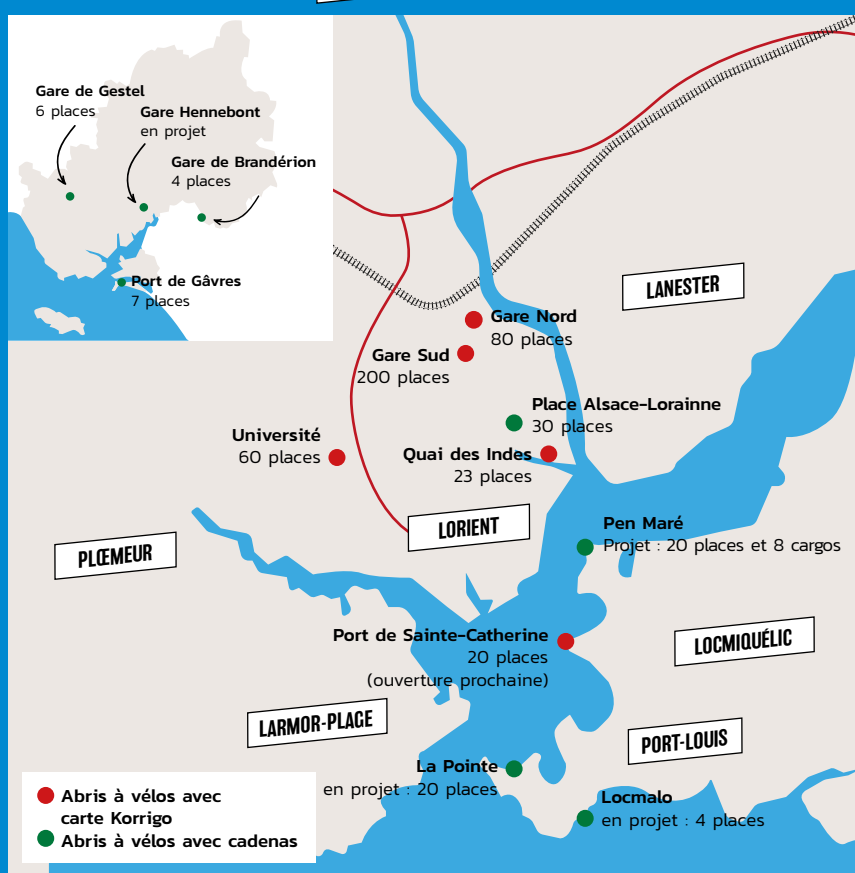 Gare de Gestel
6 places
Gare Hennebont
en projet
Gare de Brandérion
4 places
Port de Gâvres
7 places
LANESTER
Gare Nord
80 places
Gare Sud
200 places
Place Alsace-Lorainne
30 places
Université
60 places
Quai des Indes
23 places
LORIENT
Pen Maré
Projet : 20 places et 8 cargos
PLŒMEUR
Port de Sainte-Catherine
20 places
(ouverture prochaine)
LOCMIQUÉLIC
LARMOR-PLAGE
PORT-LOUIS
La Pointe
en projet : 20 places
Locmalo
en projet : 4 places
Abris à vélos avec
carte Korrigo
Abris à vélos avec cadenas